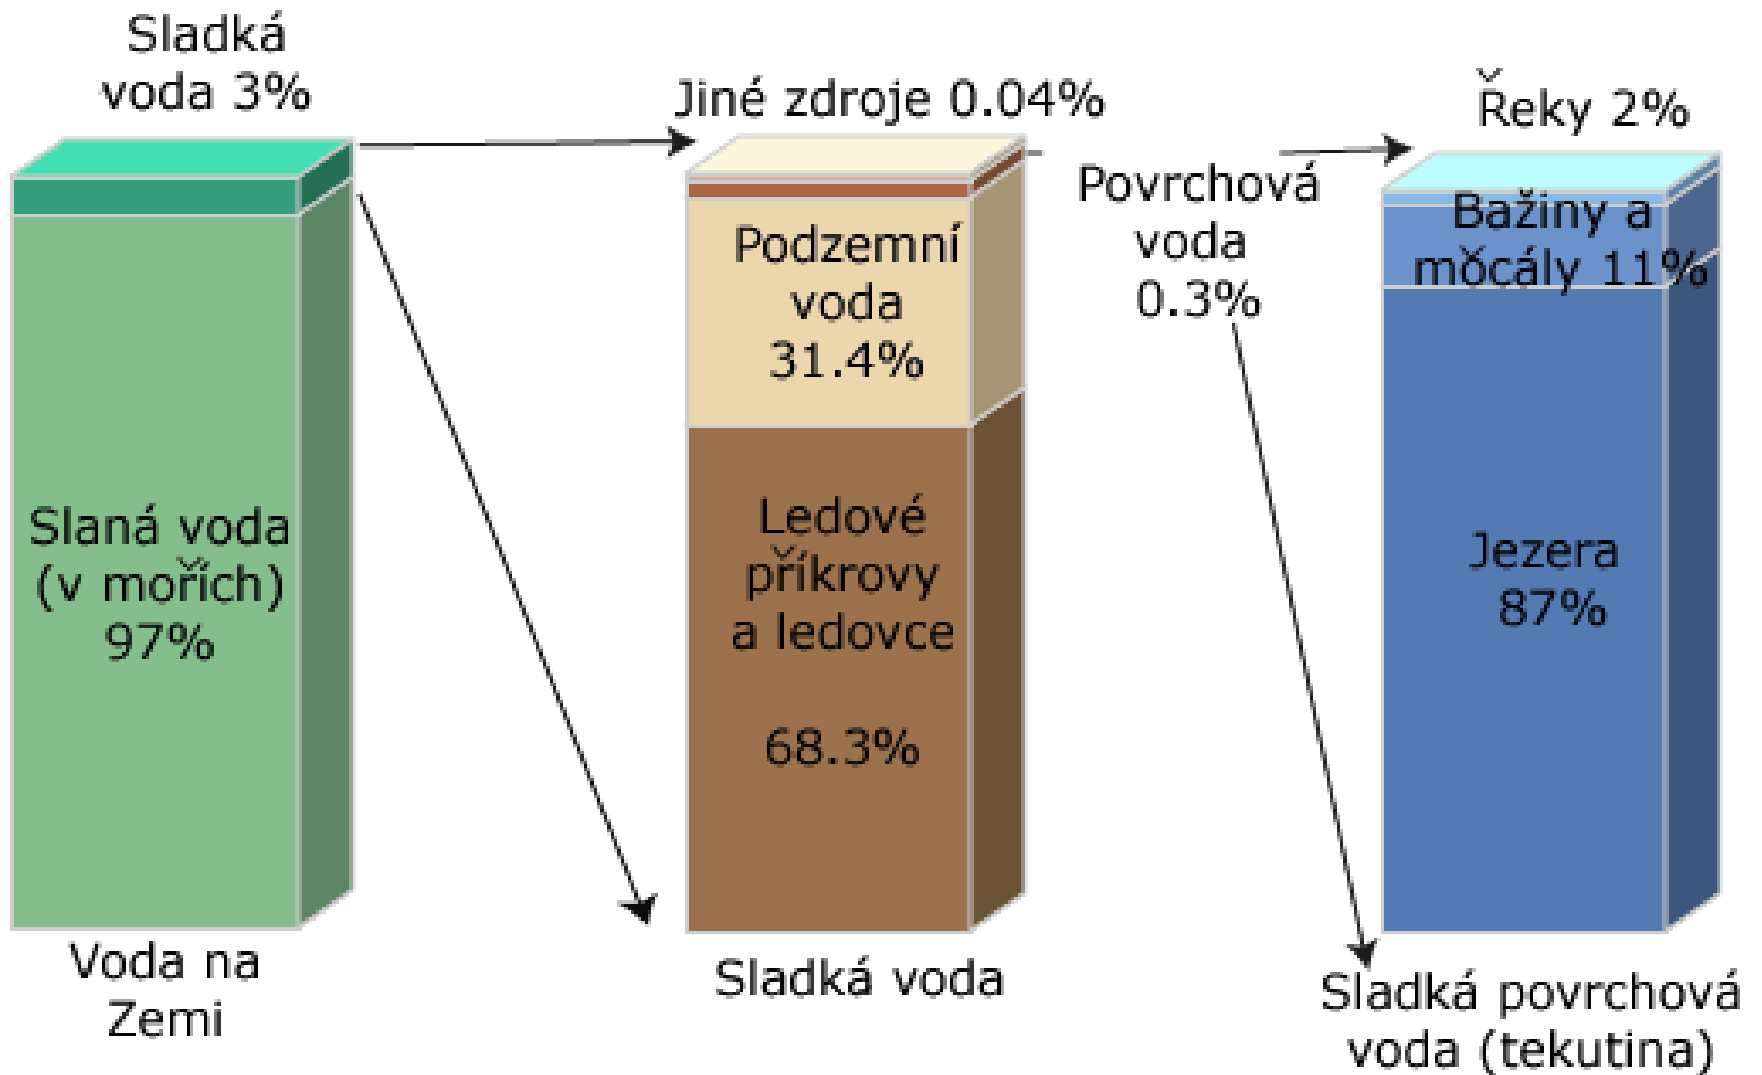 Sladká
voda 3%
Slaná voda
(v mořích)
97%
Voda na
Zemi
Jiné zdroje 0.04%
Podzemní
voda
31.4%
Ledové
příkrovy
a ledovce
68.3%
Sladká voda
Povrchová
voda
0.3%
Řeky 2%
Bažiny a
mǒcály 11%
Jezera
87%
Sladká povrchová
voda (tekutina)